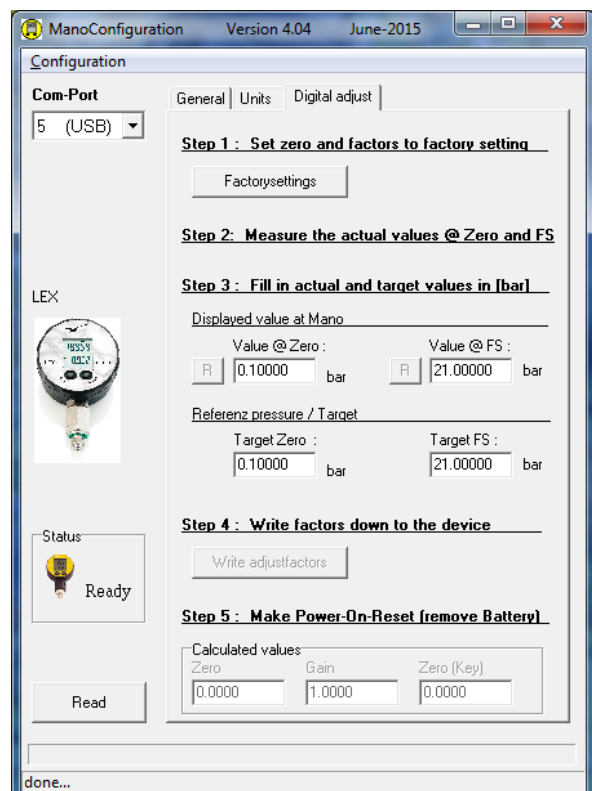 ManoConfiguration Version 4.04 June-2015
Configuration
Com-Port
5 (USB)
General Units Digital adjust
Step 1 : Set zero and factors to factory setting
Factorysettings
Step 2: Measure the actual values @ Zero and FS
Step 3 : Fill in actual and target values in [bar]
LEX
Displayed value at Mano
Value @ Zero : Value @ FS :
R 0.10000 bar R 21.00000 bar
Referenz pressure / Target
Target Zero : Target FS :
0.10000 bar 21.00000 bar
Step 4 : Write factors down to the device
Status
Write adjustfactors
Ready
Step 5 : Make Power-On-Reset (remove Battery)
Calculated values
Zero Gain Zero (Key)
0.0000 1.0000 0.0000
Read
done...